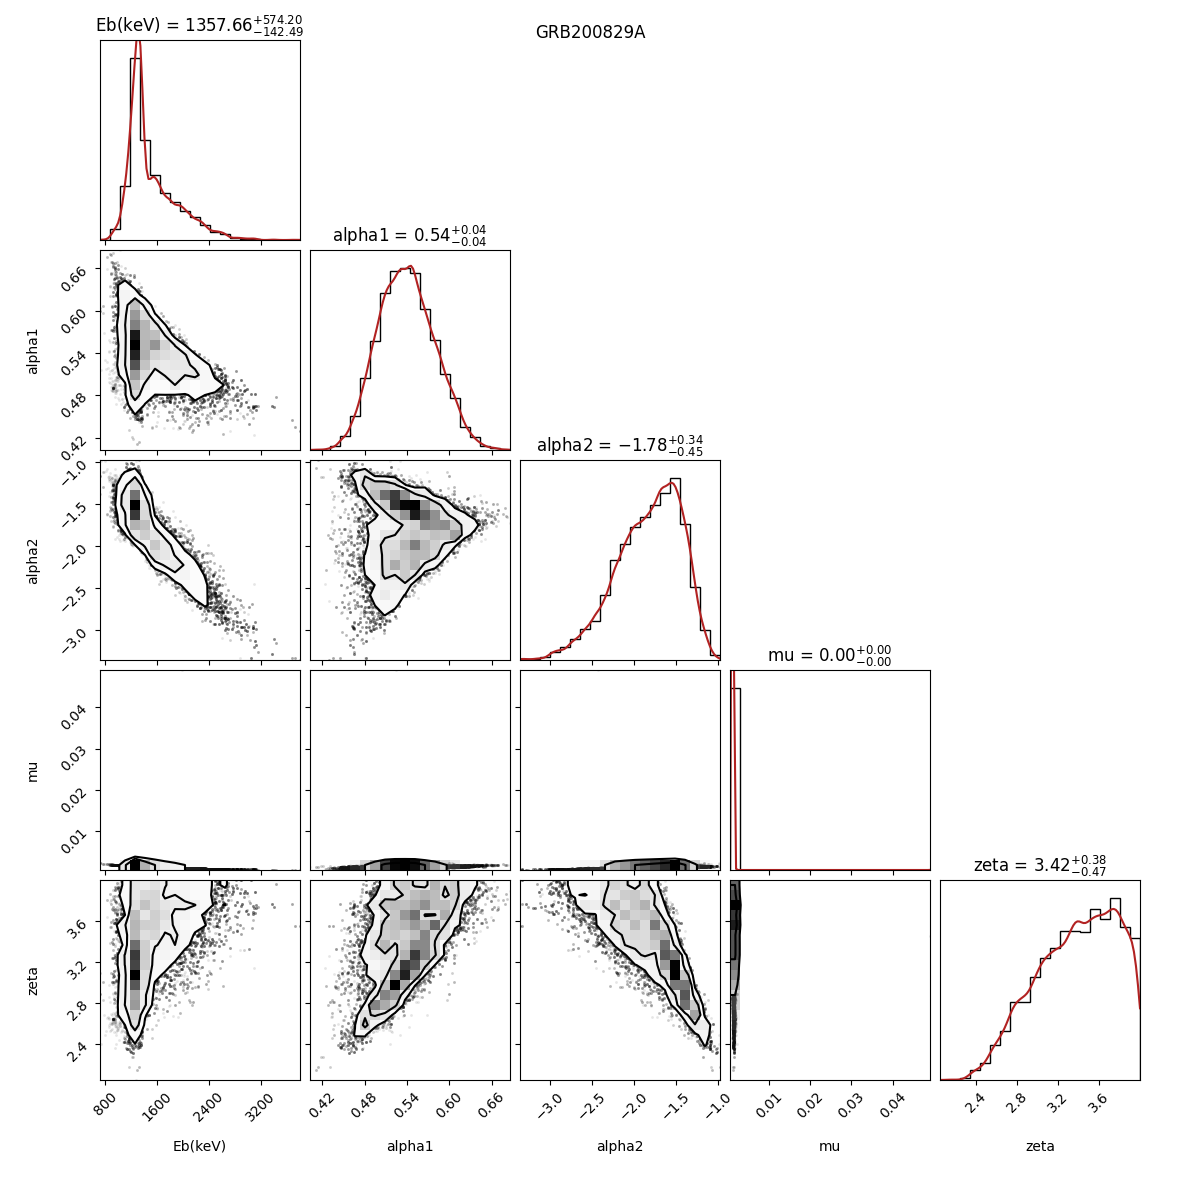 Eb(keV) = 1357.66 +574.20 −142.49
GRB200829A
alpha1 = 0.54 +0.04 −0.04
0.66
0.60
0.54
0.48
0.42
alpha1
alpha2 = −1.78 +0.34 −0.45
−1.0
−1.5
−2.0
−2.5
−3.0
alpha2
mu = 0.00 +0.00 −0.00
0.04
0.03
0.02
0.01
mu
zeta = 3.42 +0.38 −0.47
3.6
3.2
2.8
2.4
zeta
800 1600 2400 3200 0.42 0.48 0.54 0.60 0.66 −3.0 −2.5 −2.0 −1.5 −1.0 0.01 0.02 0.03 0.04 2.4 2.8 3.2 3.6
Eb(keV) alpha1 alpha2 mu zeta